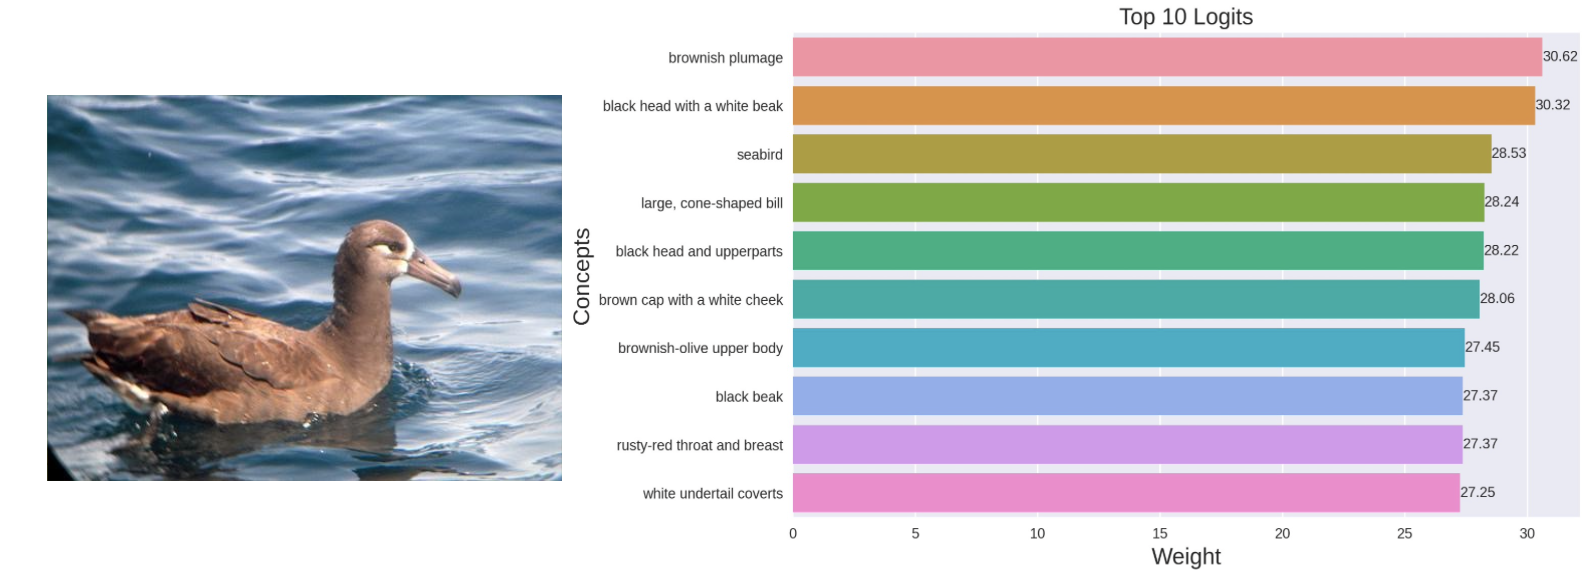 Top 10 Logits
Concepts
brownish plumage 30.62
black head with a white beak 30.32
seabird 28.53
large, cone-shaped bill 28.24
black head and upperparts 28.22
brown cap with a white cheek 28.06
brownish-olive upper body 27.45
black beak 27.37
rusty-red throat and breast 27.37
white undertail coverts 27.25
0 5 10 15 20 25 30
Weight